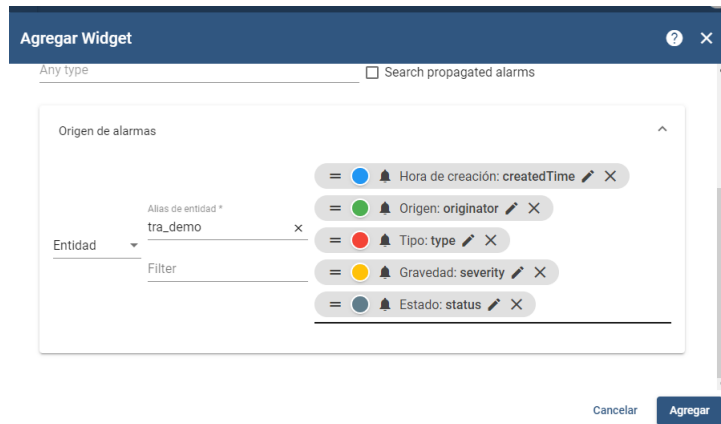 Agregar Widget
Any type
Search propagated alarms
Origen de alarmas
Entidad
Alias de entidad *
tra_demo
Filter
Hora de creación: createdTime
Origen: originator
Tipo: type
Gravedad: severity
Estado: status
Cancelar
Agregar